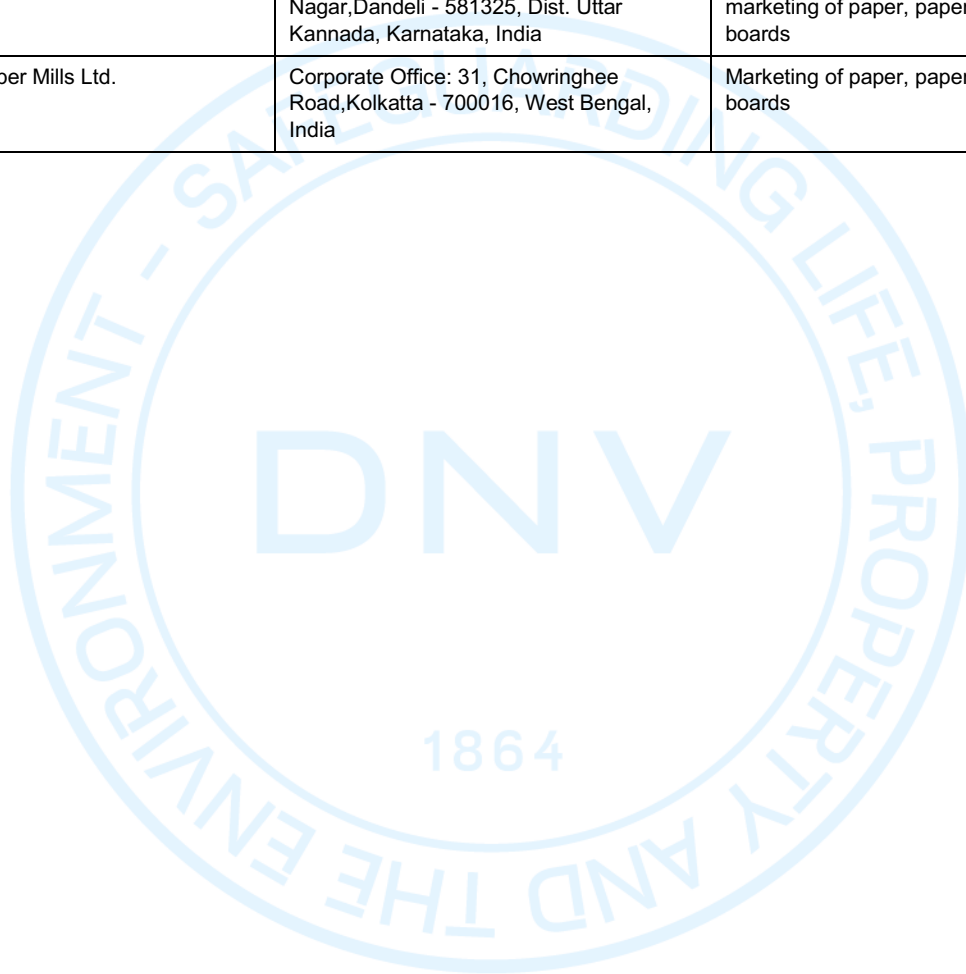 Nagar,Dandeli - 581325, Dist. Uttar
Kannada, Karnataka, India
marketing of paper, paper
boards
per Mills Ltd.
Corporate Office: 31, Chowringhee
Road,Kolkatta - 700016, West Bengal,
India
Marketing of paper, paper
boards
SAFEGUARDING LIFE, PROPERTY AND THE ENVIRONMENT -
DNV
1864